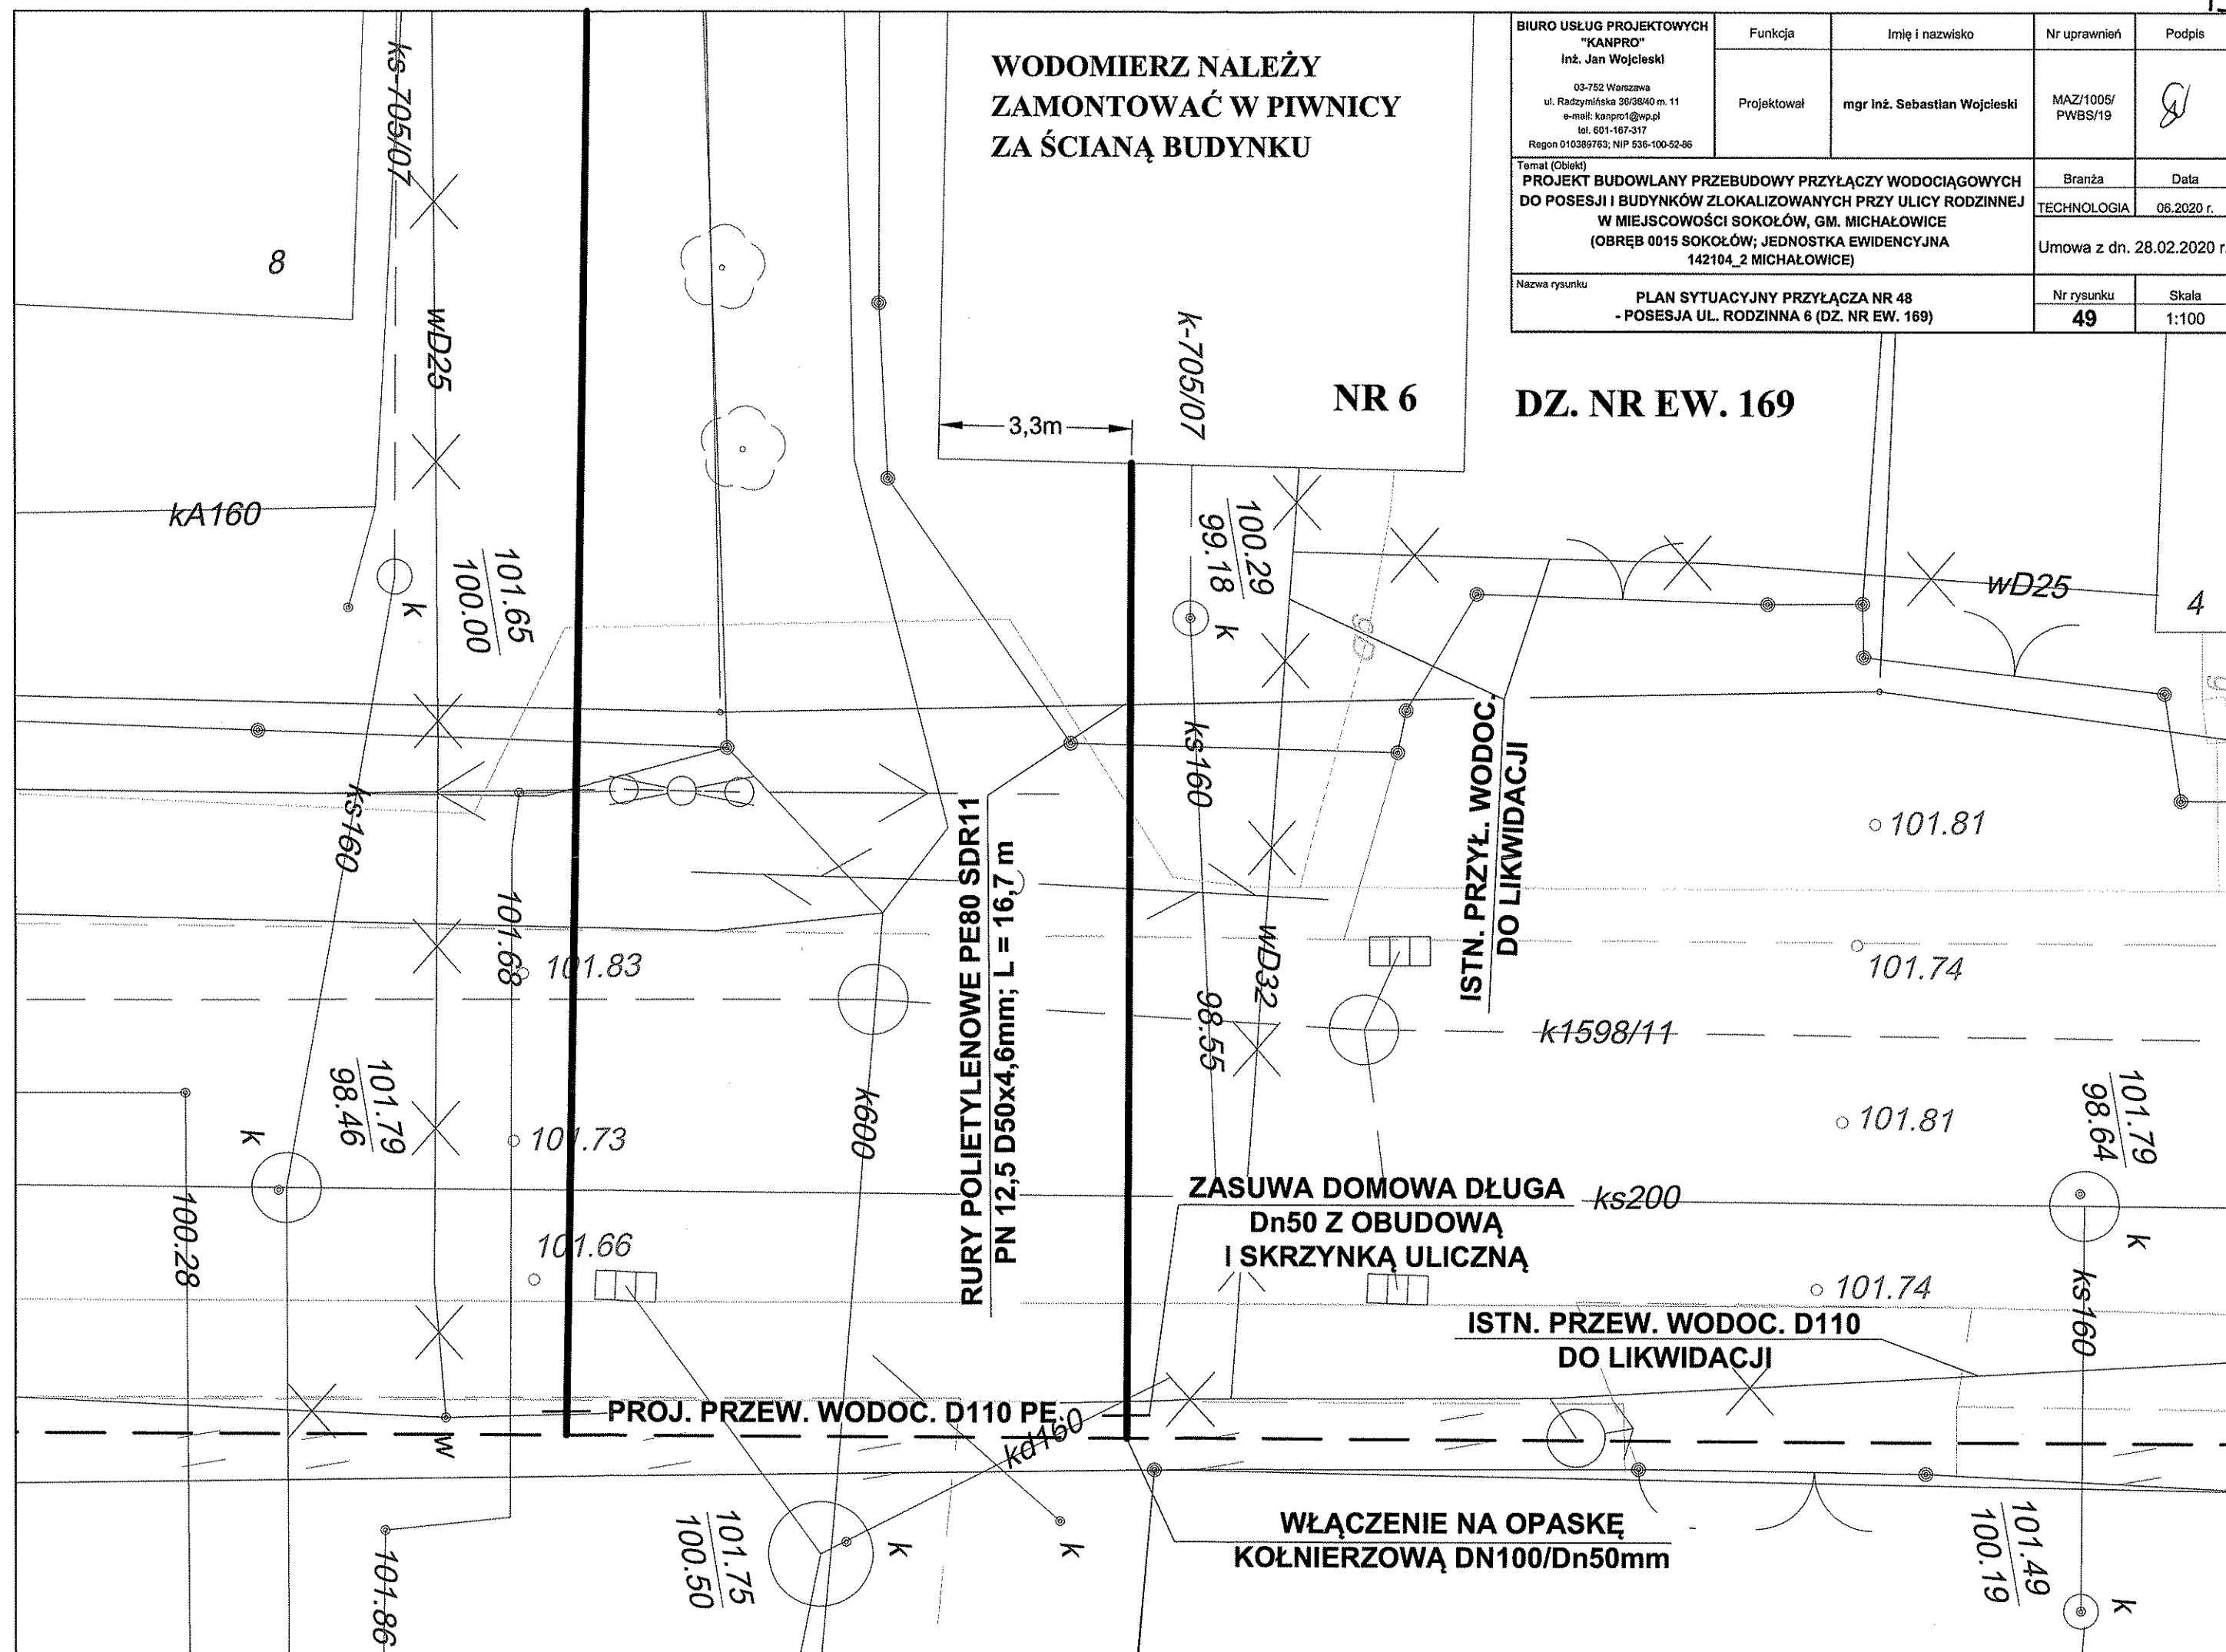 BIURO USŁUG PROJEKTOWYCH
"KANPRO"
inż. Jan Wojcieski
03-752 Warszawa
ul. Radzymińska 36/38/40 m. 11
e-mail: kanpro1@wp.pl
tel. 601-167-317
Regon 010389763; NIP 536-100-52-86
Funkcja
Imię i nazwisko
Nr uprawnień
Podpis
Projektował
mgr inż. Sebastian Wojcieski
MAZ/1005/
PWBS/19
Temat (Obiekt)
PROJEKT BUDOWLANY PRZEBUDOWY PRZYŁĄCZY WODOCIĄGOWYCH
DO POSESJI I BUDYNKÓW ZLOKALIZOWANYCH PRZY ULICY RODZINNEJ
W MIEJSCOWOŚCI SOKOŁÓW, GM. MICHAŁOWICE
(OBRĘB 0015 SOKOŁÓW; JEDNOSTKA EWIDENCYJNA
142104_2 MICHAŁOWICE)
Branża
Data
TECHNOLOGIA
06.2020 r.
Umowa z dn. 28.02.2020 r.
Nazwa rysunku
PLAN SYTUACYJNY PRZYŁĄCZA NR 48
- POSESJA UL. RODZINNA 6 (DZ. NR EW. 169)
Nr rysunku
Skala
49
1:100
WODOMIERZ NALEŻY
ZAMONTOWAĆ W PIWNICY
ZA ŚCIANĄ BUDYNKU
ks-705/07
8
wD25
k-705/07
NR 6
DZ. NR EW. 169
3,3m
kA160
101.65
100.00
k
100.29
99.18
k
gD
wD25
4
ks160
ks160
ISTN. PRZYŁ. WODOC.
DO LIKWIDACJI
101.81
101.68
101.83
RURY POLIETYLENOWE PE80 SDR11
PN 12,5 D50x4,6mm; L = 16,7 m
wD32
98.55
101.74
k1598/11
101.79
98.46
k
101.73
k600
101.81
101.79
98.64
k
100.28
101.66
ZASUWA DOMOWA DŁUGA
Dn50 Z OBUDOWĄ
I SKRZYNKĄ ULICZNĄ
ks200
ks160
101.74
ISTN. PRZEW. WODOC. D110
DO LIKWIDACJI
PROJ. PRZEW. WODOC. D110 PE.
w
kd160
101.75
100.50
k
k
WŁĄCZENIE NA OPASKĘ
KOŁNIERZOWĄ DN100/Dn50mm
101.49
100.19
k
101.86